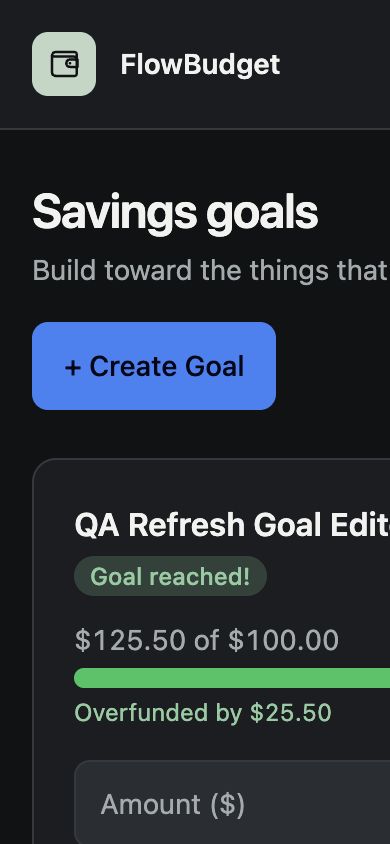 FlowBudget
Savings goals
Build toward the things that
+ Create Goal
QA Refresh Goal Edit
Goal reached!
$125.50 of $100.00
Overfunded by $25.50
Amount ($)